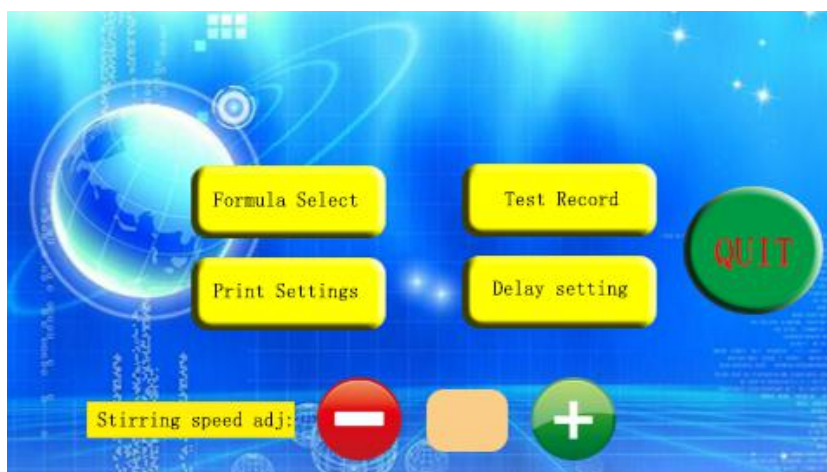 Formula Select
Test Record
QUIT
Print Settings
Delay setting
Stirring speed adj: